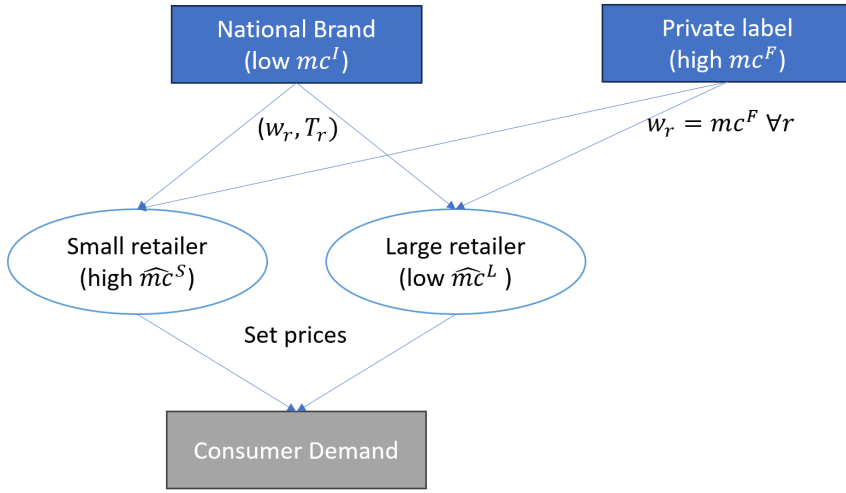 National Brand
(low $mc^I$)
Private label
(high $mc^F$)
$(w_r, T_r)$
$w_r = mc^F \ \forall r$
Small retailer
(high $\widehat{mc}^S$)
Large retailer
(low $\widehat{mc}^L$ )
Set prices
Consumer Demand